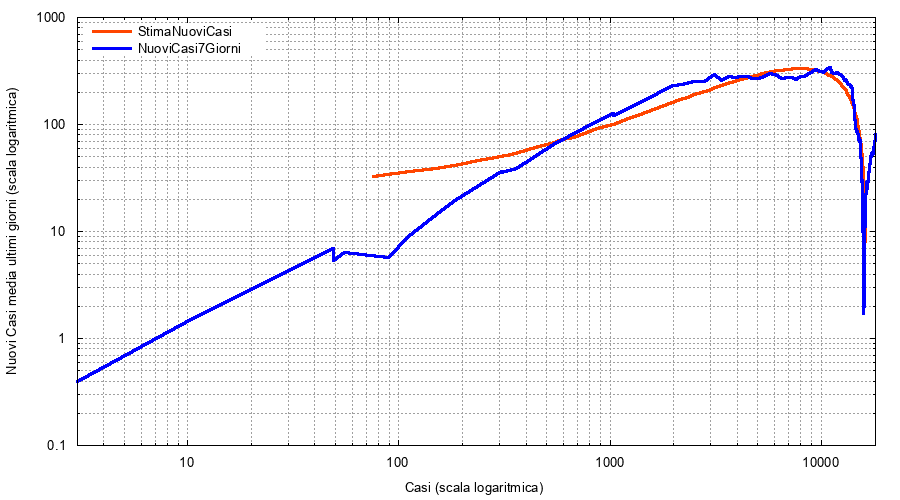 1000
100
10
1
0.1
StimaNuoviCasi
NuoviCasi7Giorni
Nuovi Casi media ultimi giorni (scala logaritmica)
10
100
1000
10000
Casi (scala logaritmica)